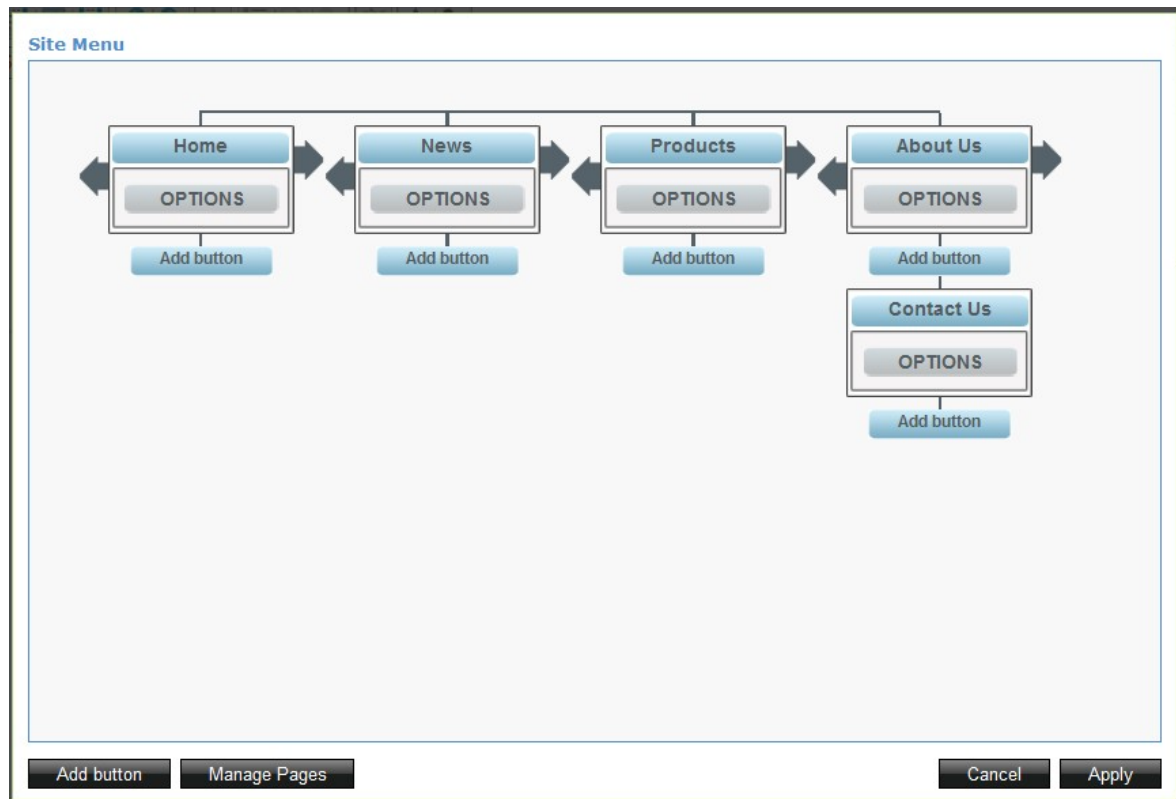 Site Menu
Home News Products About Us
OPTIONS OPTIONS OPTIONS OPTIONS
Add button Add button Add button Add button
Contact Us
OPTIONS
Add button
Add button Manage Pages Cancel Apply